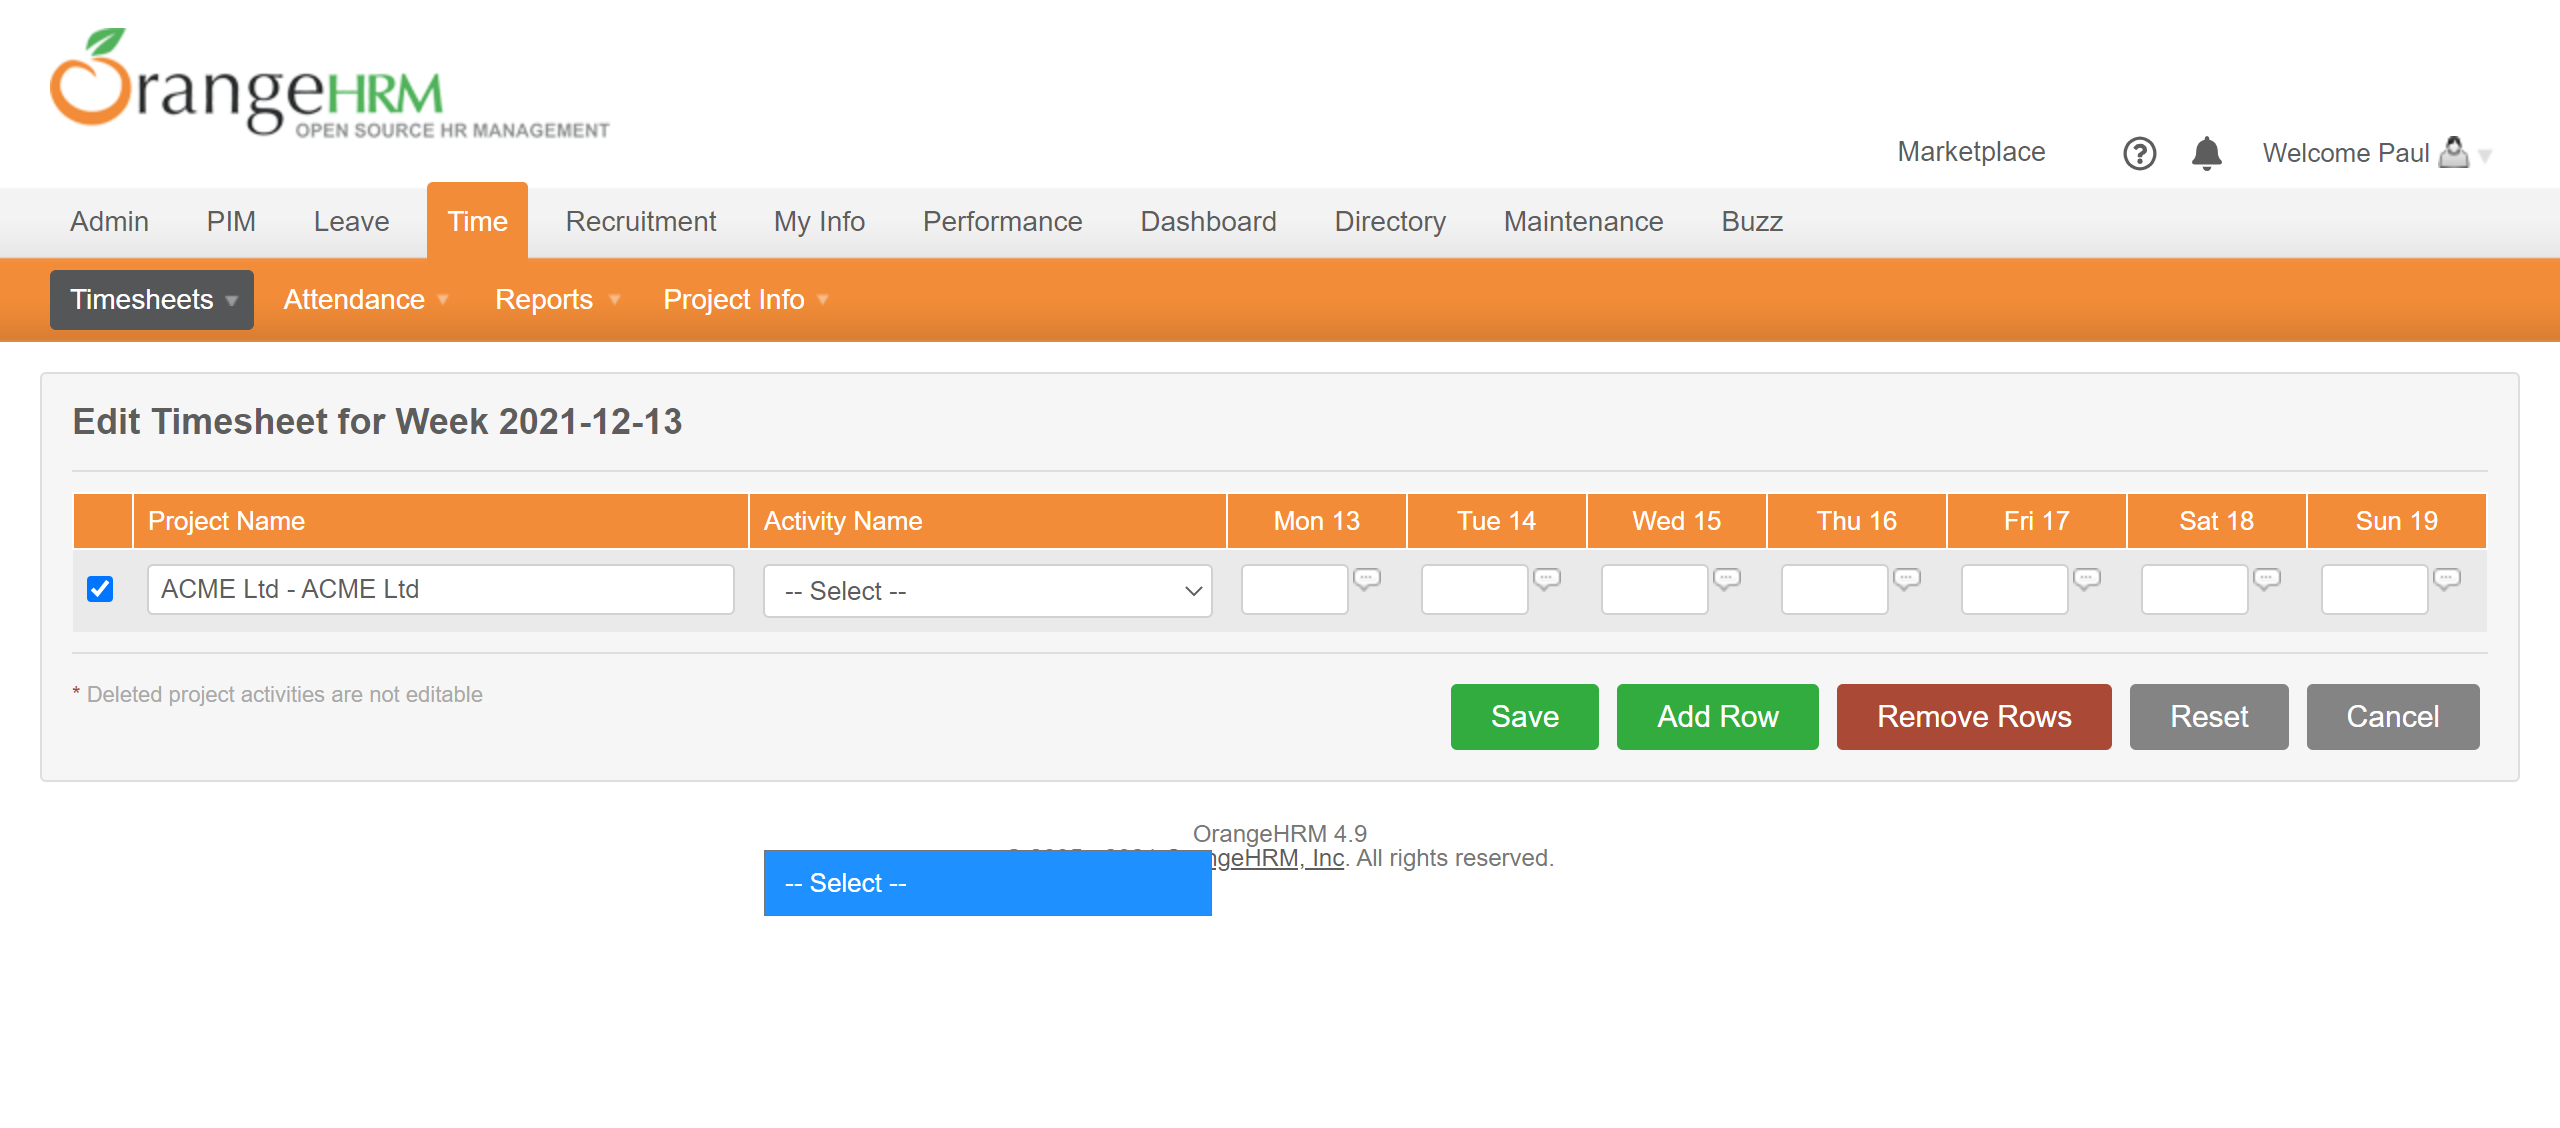 OrangeHRM
OPEN SOURCE HR MANAGEMENT
Marketplace
?
Welcome Paul
Admin PIM Leave Time Recruitment My Info Performance Dashboard Directory Maintenance Buzz
Timesheets Attendance Reports Project Info
Edit Timesheet for Week 2021-12-13
Project Name Activity Name Mon 13 Tue 14 Wed 15 Thu 16 Fri 17 Sat 18 Sun 19
ACME Ltd - ACME Ltd -- Select --
* Deleted project activities are not editable
Save Add Row Remove Rows Reset Cancel
OrangeHRM 4.9
ngeHRM, Inc. All rights reserved.
-- Select --